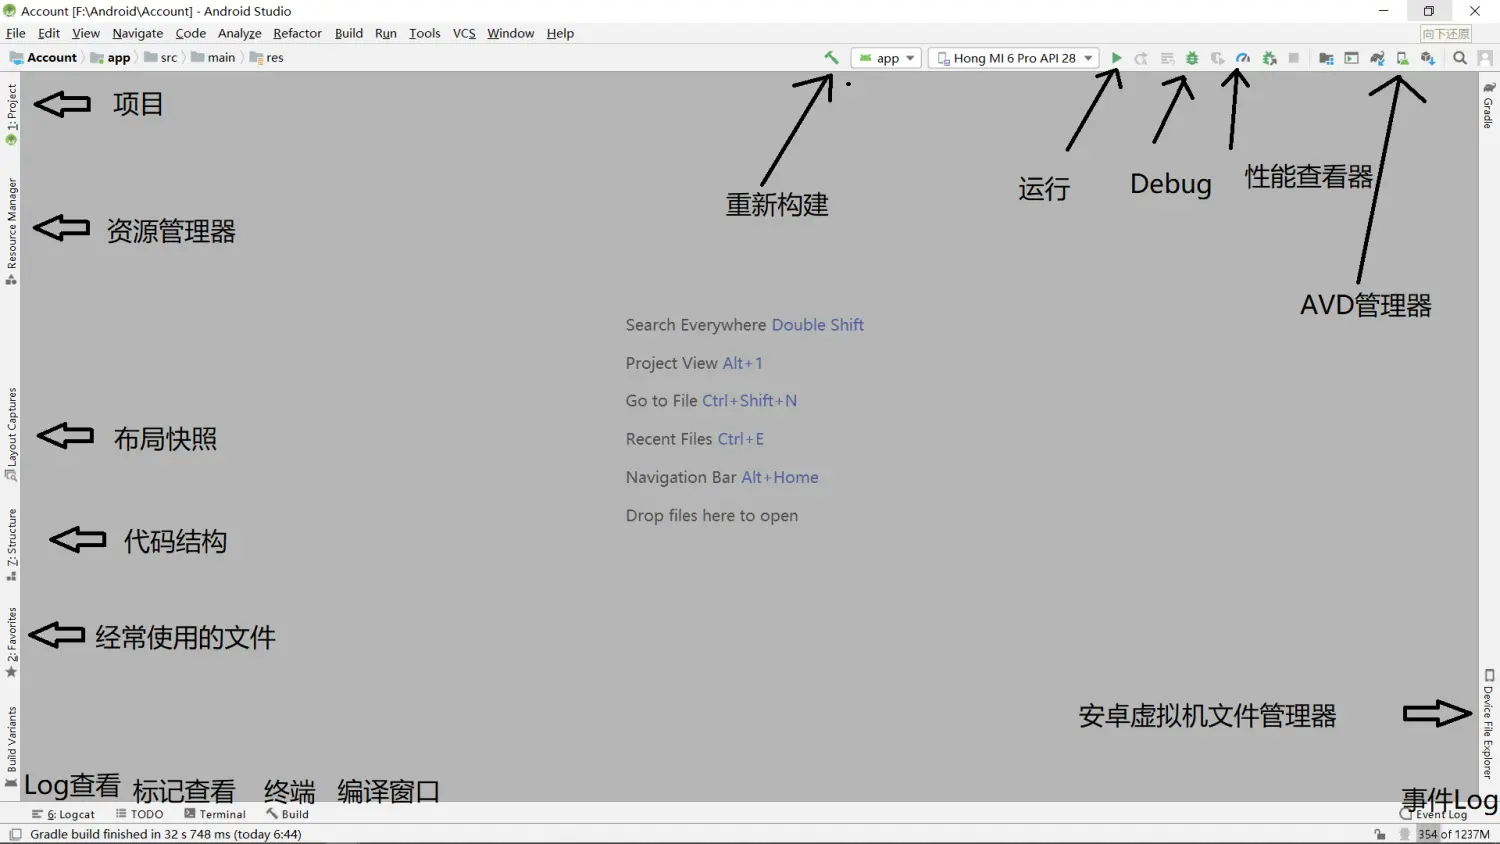 Account [F:\Android\Account] - Android Studio
File Edit View Navigate Code Analyze Refactor Build Run Tools VCS Window Help
向下还原
Account app src main res
app
Hong MI 6 Pro API 28
1: Project
项目
Resource Manager
资源管理器
重新构建
运行
Debug
性能查看器
AVD管理器
Gradle
Search Everywhere Double Shift
Project View Alt+1
Go to File Ctrl+Shift+N
Recent Files Ctrl+E
Navigation Bar Alt+Home
Drop files here to open
Layout Captures
布局快照
Z: Structure
代码结构
2: Favorites
经常使用的文件
Build Variants
安卓虚拟机文件管理器
Device File Explorer
Log查看 标记查看 终端 编译窗口
事件Log
6: Logcat TODO Terminal Build
Event Log
Gradle build finished in 32 s 748 ms (today 6:44)
354 of 1237M